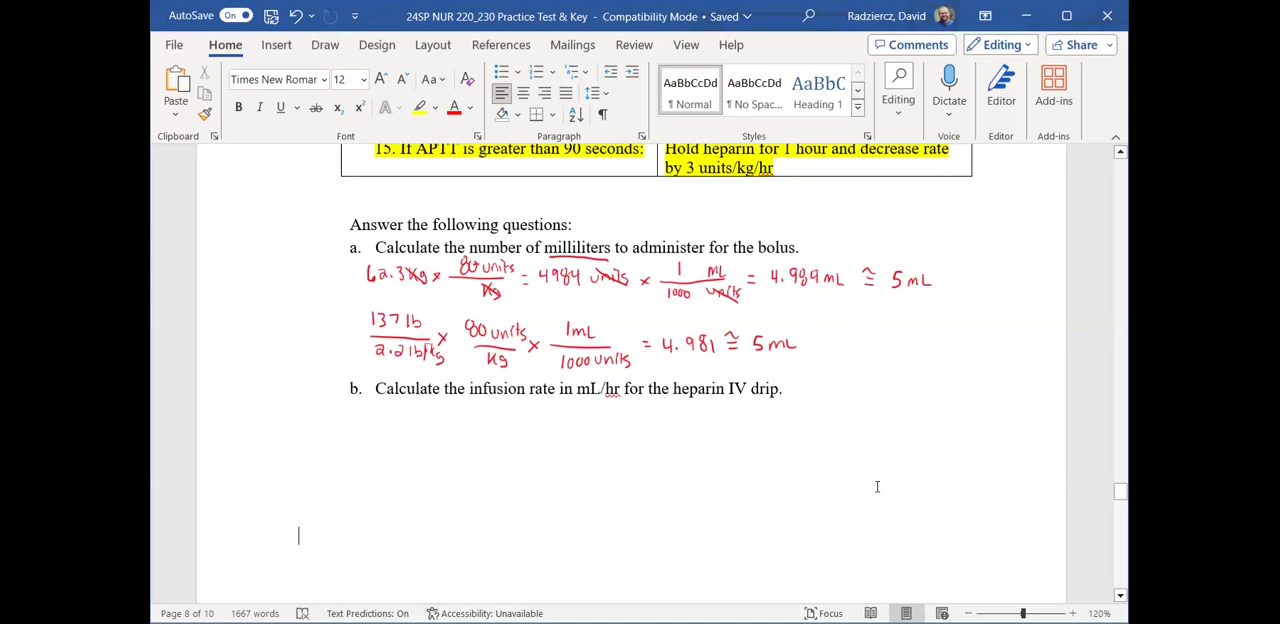 AutoSave On 24SP NUR 220_230 Practice Test & Key - Compatibility Mode • Saved Radziercz, David
File Home Insert Draw Design Layout References Mailings Review View Help Comments Editing Share
Paste Times New Romar 12 A A Aa A AaBbCcDd AaBbCcDd AaBbC Editing Dictate Editor Add-ins
B I U ab x₂ x² A A ¶ ¶ Normal ¶ No Spac... Heading 1
Clipboard Font Paragraph Styles Voice Editor Add-ins
15. If APTT is greater than 90 seconds: Hold heparin for 1 hour and decrease rate
by 3 units/kg/hr
Answer the following questions:
a. Calculate the number of milliliters to administer for the bolus.
62.3kg × 80 units/kg = 4984 units × 1 mL/1000 units = 4.984 mL ≅ 5 mL
137 lb/2.2 lb/kg × 80 units/kg × 1mL/1000 units = 4.981 ≅ 5 mL
b. Calculate the infusion rate in mL/hr for the heparin IV drip.
Page 8 of 10 1667 words Text Predictions: On Accessibility: Unavailable Focus 120%